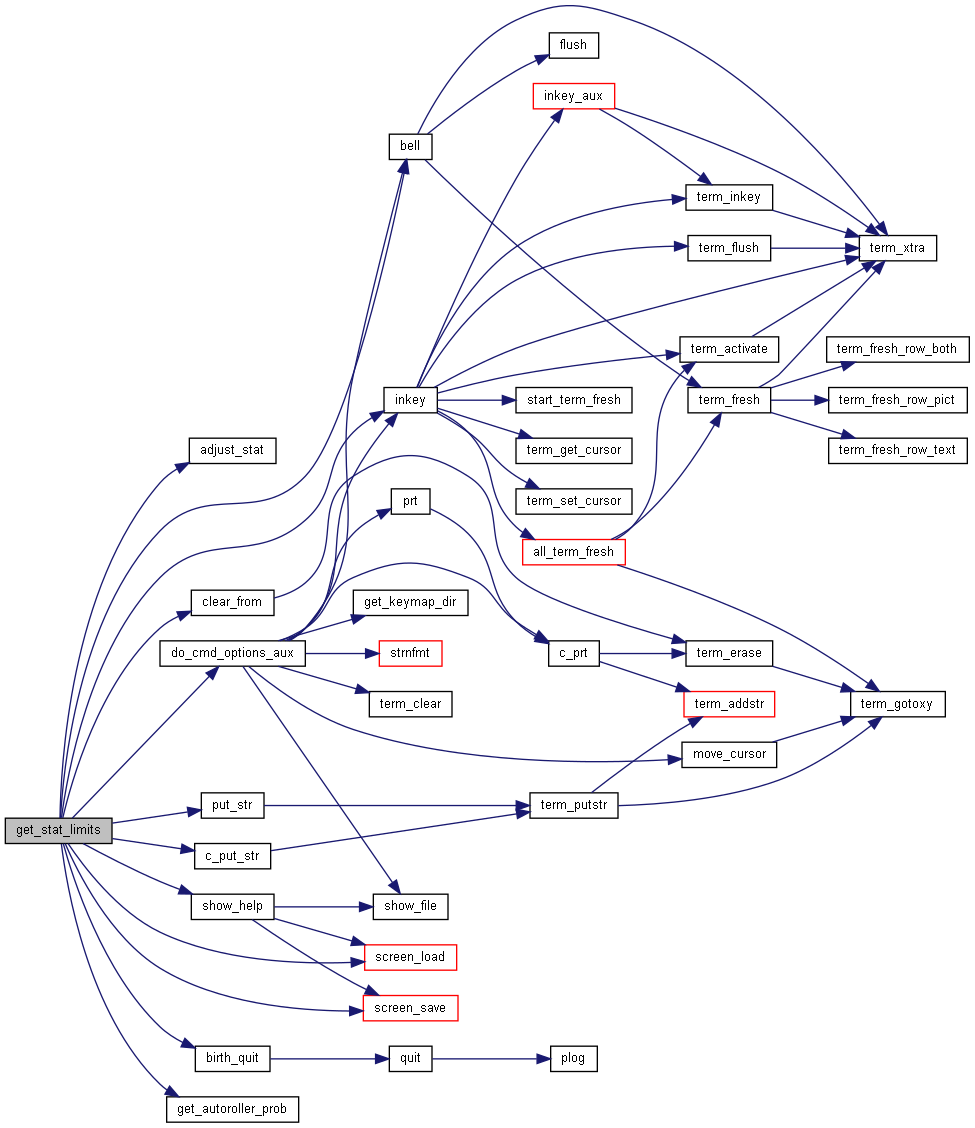 flush
inkey_aux
bell
term_inkey
term_flush
term_xtra
term_activate
term_fresh_row_both
inkey
start_term_fresh
term_fresh
term_fresh_row_pict
adjust_stat
term_get_cursor
term_fresh_row_text
prt
term_set_cursor
all_term_fresh
clear_from
get_keymap_dir
do_cmd_options_aux
strnfmt
c_prt
term_erase
term_clear
term_addstr
term_gotoxy
move_cursor
put_str
term_putstr
get_stat_limits
c_put_str
show_help
show_file
screen_load
screen_save
birth_quit
quit
plog
get_autoroller_prob